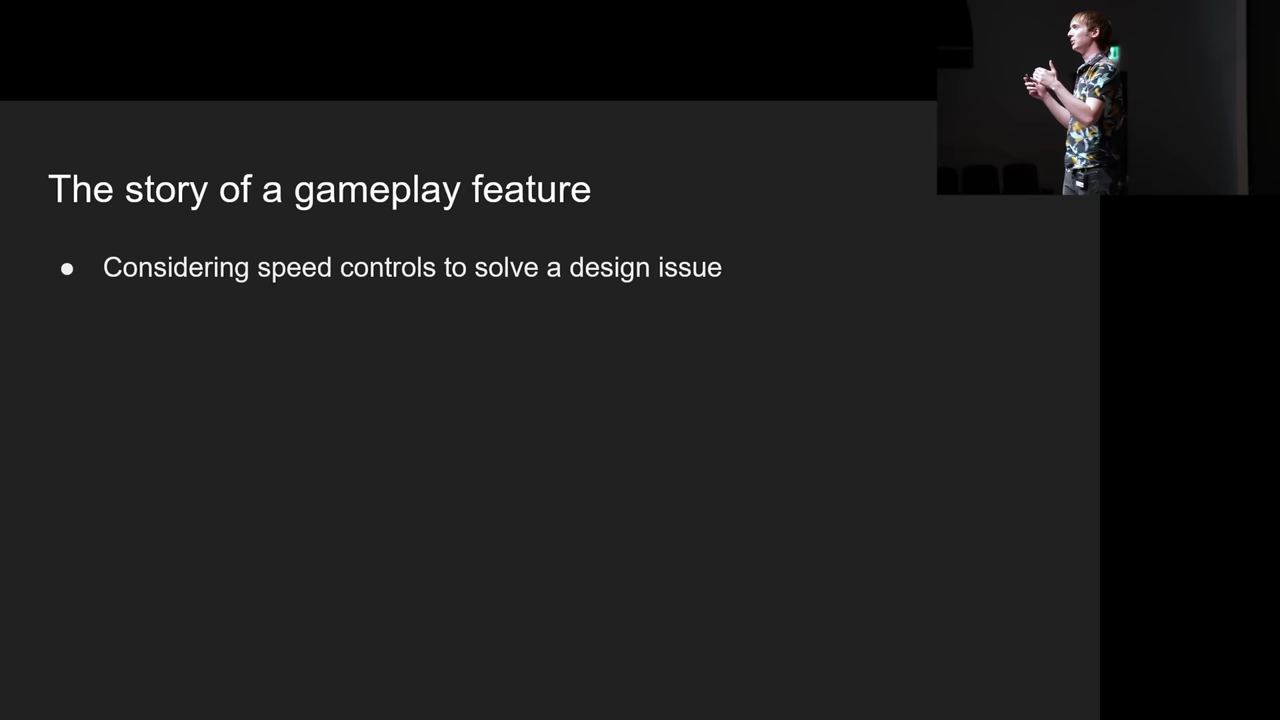 The story of a gameplay feature
● Considering speed controls to solve a design issue